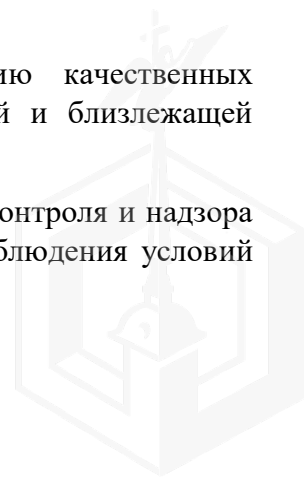 ию качественных
й и близлежащей
онтроля и надзора
блюдения условий